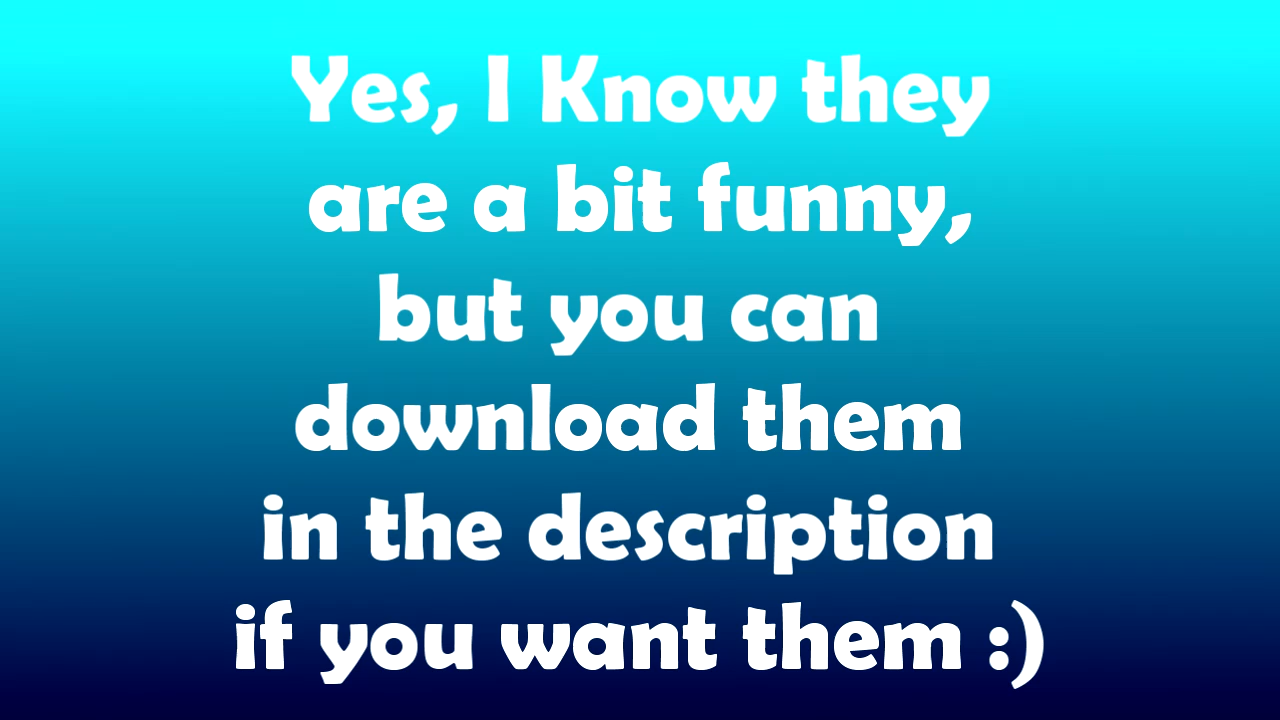 Yes, I Know they
are a bit funny,
but you can
download them
in the description
if you want them :)